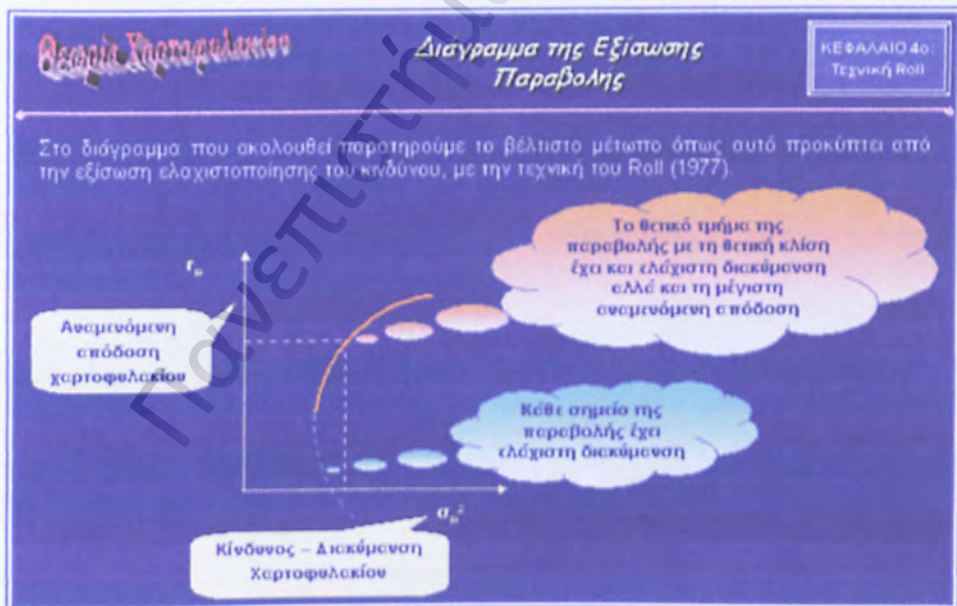 Θεωρία Χαρτοφυλακίου
Διάγραμμα της Εξίσωσης
Παραβολής
ΚΕΦΑΛΑΙΟ 4ο:
Τεχνική Roll
Στο διάγραμμα που ακολουθεί παρατηρούμε το βέλτιστο μέτωπο όπως αυτό προκύπτει από
την εξίσωση ελαχιστοποίησης του κινδύνου, με την τεχνική του Roll (1977).
Το θετικό τμήμα της
παραβολής με τη θετική κλίση
έχει και ελάχιστη διακύμανση
αλλά και τη μέγιστη
αναμενόμενη απόδοση
r_p
Αναμενόμενη
απόδοση
χαρτοφυλακίου
Κάθε σημείο της
παραβολής έχει
ελάχιστη διακύμανση
σ_p²
Κίνδυνος – Διακύμανση
Χαρτοφυλακίου
Πανεπιστήμι